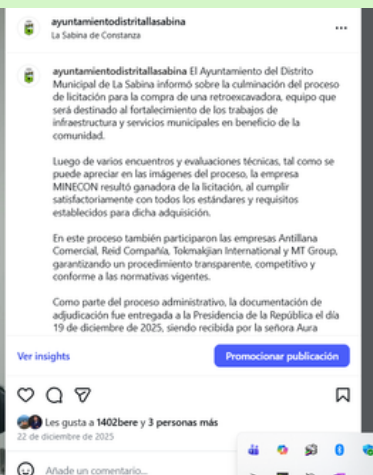 ayuntamientodistritallasabina
La Sabina de Constanza
ayuntamientodistritallasabina El Ayuntamiento del Distrito
Municipal de La Sabina informó sobre la culminación del proceso
de licitación para la compra de una retroexcavadora, equipo que
será destinado al fortalecimiento de los trabajos de
infraestructura y servicios municipales en beneficio de la
comunidad.
Luego de varios encuentros y evaluaciones técnicas, tal como se
puede apreciar en las imágenes del proceso, la empresa
MINECON resultó ganadora de la licitación, al cumplir
satisfactoriamente con todos los estándares y requisitos
establecidos para dicha adquisición.
En este proceso también participaron las empresas Antillana
Comercial, Reid Compañía, Tokmakjian International y MT Group,
garantizando un procedimiento transparente, competitivo y
conforme a las normativas vigentes.
Como parte del proceso administrativo, la documentación de
adjudicación fue entregada a la Presidencia de la República el día
19 de diciembre de 2025, siendo recibida por la señora Aura
Ver insights
Promocionar publicación
Les gusta a 1402bere y 3 personas más
22 de diciembre de 2025
Añade un comentario...